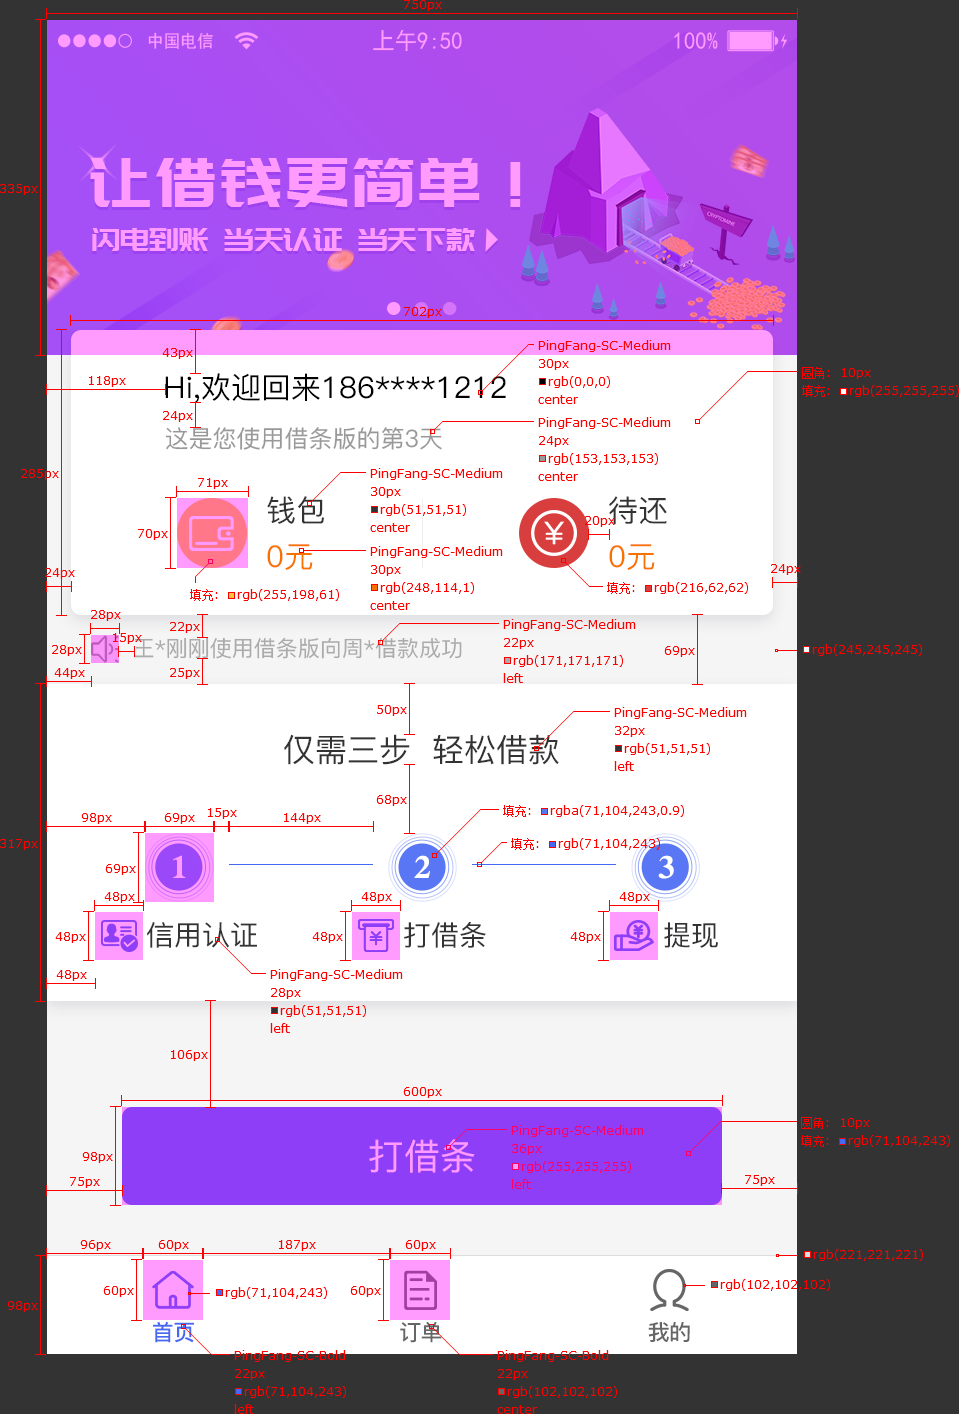 750px
中国电信
上午9:50
100%
335px
让借钱更简单！
CRYPTOMINE
闪电到账 当天认证 当天下款
702px
43px
PingFang-SC-Medium
30px
rgb(0,0,0)
center
118px
Hi,欢迎回来186****1212
圆角： 10px
填充： rgb(255,255,255)
24px
这是您使用借条版的第3天
PingFang-SC-Medium
24px
rgb(153,153,153)
center
285px
71px
钱包
PingFang-SC-Medium
30px
rgb(51,51,51)
center
待还
70px
20px
0元
PingFang-SC-Medium
30px
rgb(248,114,1)
center
0元
24px
24px
填充： rgb(255,198,61)
填充： rgb(216,62,62)
28px
22px
PingFang-SC-Medium
22px
rgb(171,171,171)
left
15px
28px
王*刚刚使用借条版向周*借款成功
69px
rgb(245,245,245)
44px
25px
50px
PingFang-SC-Medium
32px
rgb(51,51,51)
left
仅需三步 轻松借款
68px
98px
69px
15px
144px
填充： rgba(71,104,243,0.9)
317px
填充： rgb(71,104,243)
69px
1
2
3
48px
48px
48px
48px
信用认证
48px
打借条
48px
提现
48px
PingFang-SC-Medium
28px
rgb(51,51,51)
left
106px
600px
98px
打借条
PingFang-SC-Medium
36px
rgb(255,255,255)
left
圆角： 10px
填充： rgb(71,104,243)
75px
75px
96px
60px
187px
60px
rgb(221,221,221)
98px
60px
rgb(71,104,243)
60px
rgb(102,102,102)
首页
订单
我的
PingFang-SC-Bold
22px
rgb(71,104,243)
left
PingFang-SC-Bold
22px
rgb(102,102,102)
center